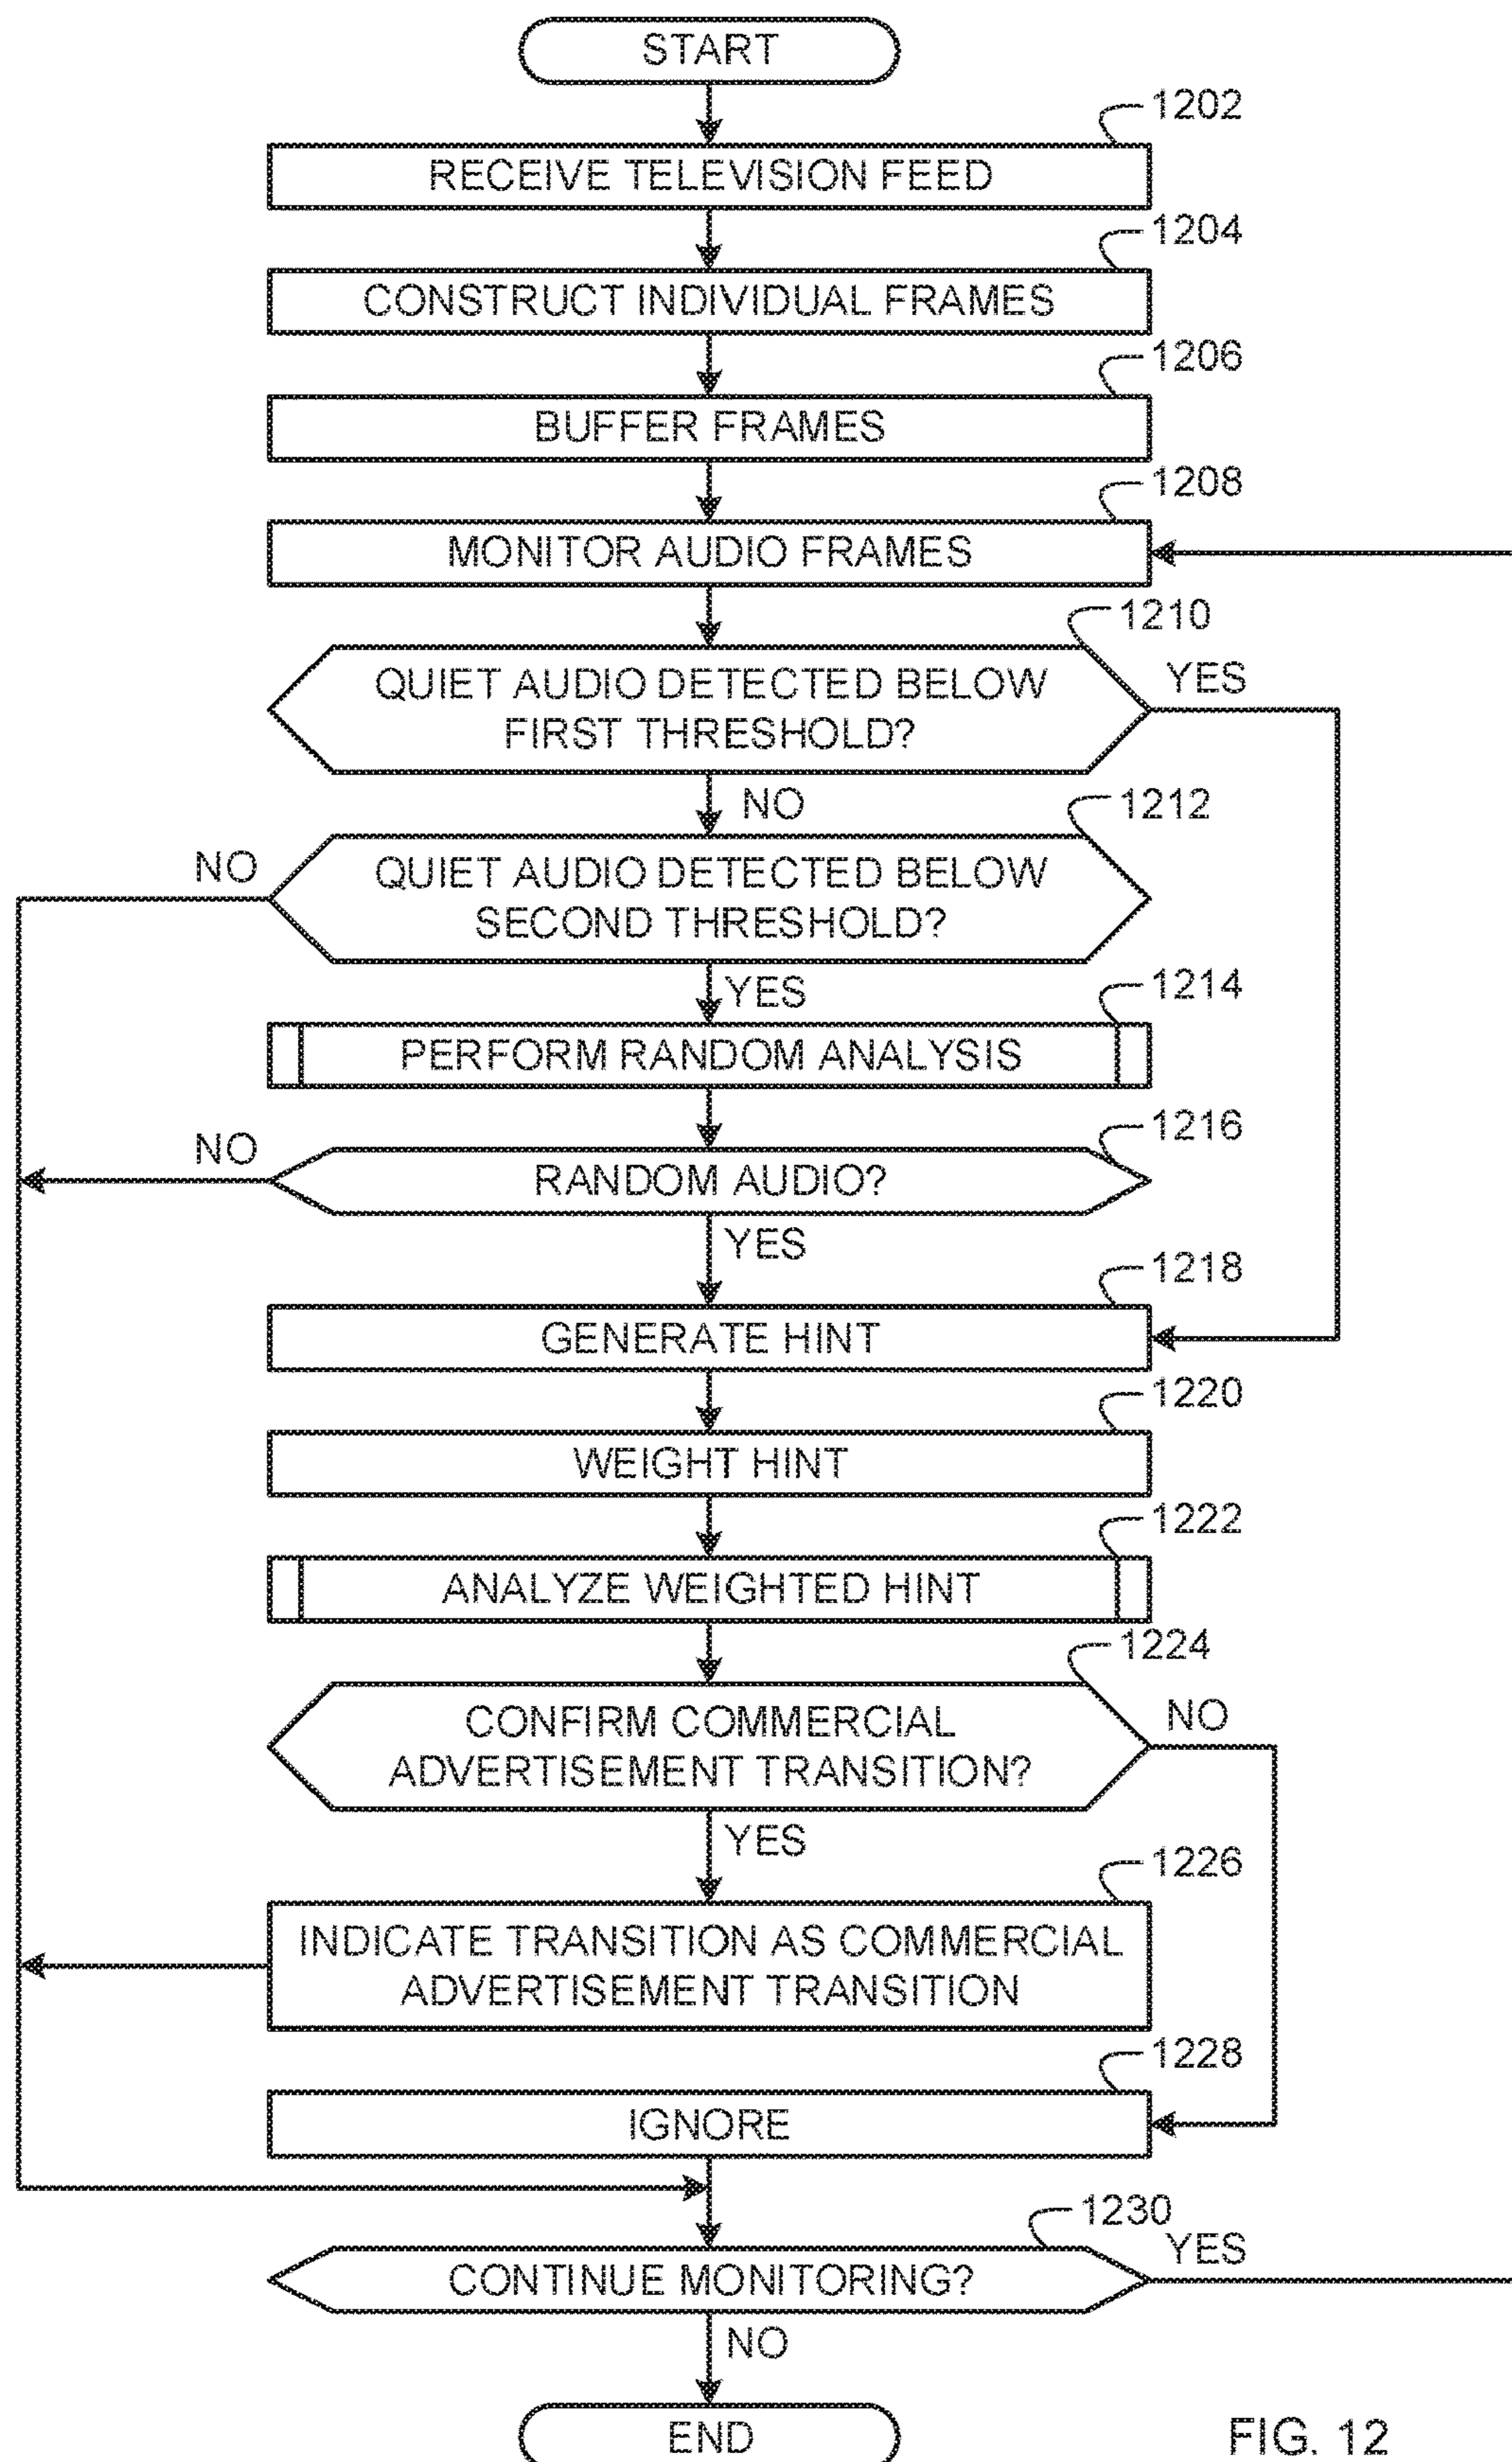 START
1202
RECEIVE TELEVISION FEED
1204
CONSTRUCT INDIVIDUAL FRAMES
1206
BUFFER FRAMES
1208
MONITOR AUDIO FRAMES
1210
QUIET AUDIO DETECTED BELOW
FIRST THRESHOLD?
YES
NO
1212
NO
QUIET AUDIO DETECTED BELOW
SECOND THRESHOLD?
YES
1214
PERFORM RANDOM ANALYSIS
1216
NO
RANDOM AUDIO?
YES
1218
GENERATE HINT
1220
WEIGHT HINT
1222
ANALYZE WEIGHTED HINT
1224
CONFIRM COMMERCIAL
ADVERTISEMENT TRANSITION?
NO
YES
1226
INDICATE TRANSITION AS COMMERCIAL
ADVERTISEMENT TRANSITION
1228
IGNORE
1230
YES
CONTINUE MONITORING?
NO
END
FIG. 12